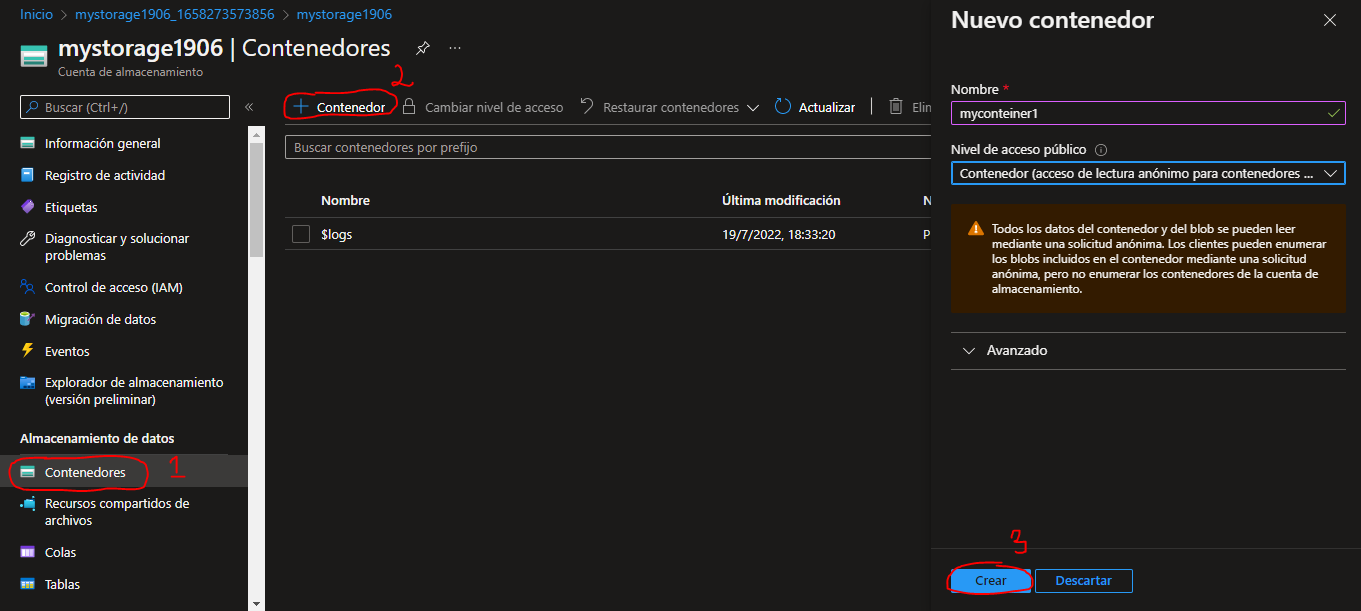 Inicio > mystorage1906_1658273573856 > mystorage1906
mystorage1906 | Contenedores ...
Cuenta de almacenamiento
Buscar (Ctrl+/) «
Información general
Registro de actividad
Etiquetas
Diagnosticar y solucionar
problemas
Control de acceso (IAM)
Migración de datos
Eventos
Explorador de almacenamiento
(versión preliminar)
Almacenamiento de datos
Contenedores 1
Recursos compartidos de
archivos
Colas
Tablas
2
+ Contenedor Cambiar nivel de acceso Restaurar contenedores Actualizar Elin
Buscar contenedores por prefijo
Nombre Última modificación N
$logs 19/7/2022, 18:33:20 P
Nuevo contenedor
Nombre *
myconteiner1
Nivel de acceso público
Contenedor (acceso de lectura anónimo para contenedores ...
Todos los datos del contenedor y del blob se pueden leer
mediante una solicitud anónima. Los clientes pueden enumerar
los blobs incluidos en el contenedor mediante una solicitud
anónima, pero no enumerar los contenedores de la cuenta de
almacenamiento.
Avanzado
3
Crear Descartar